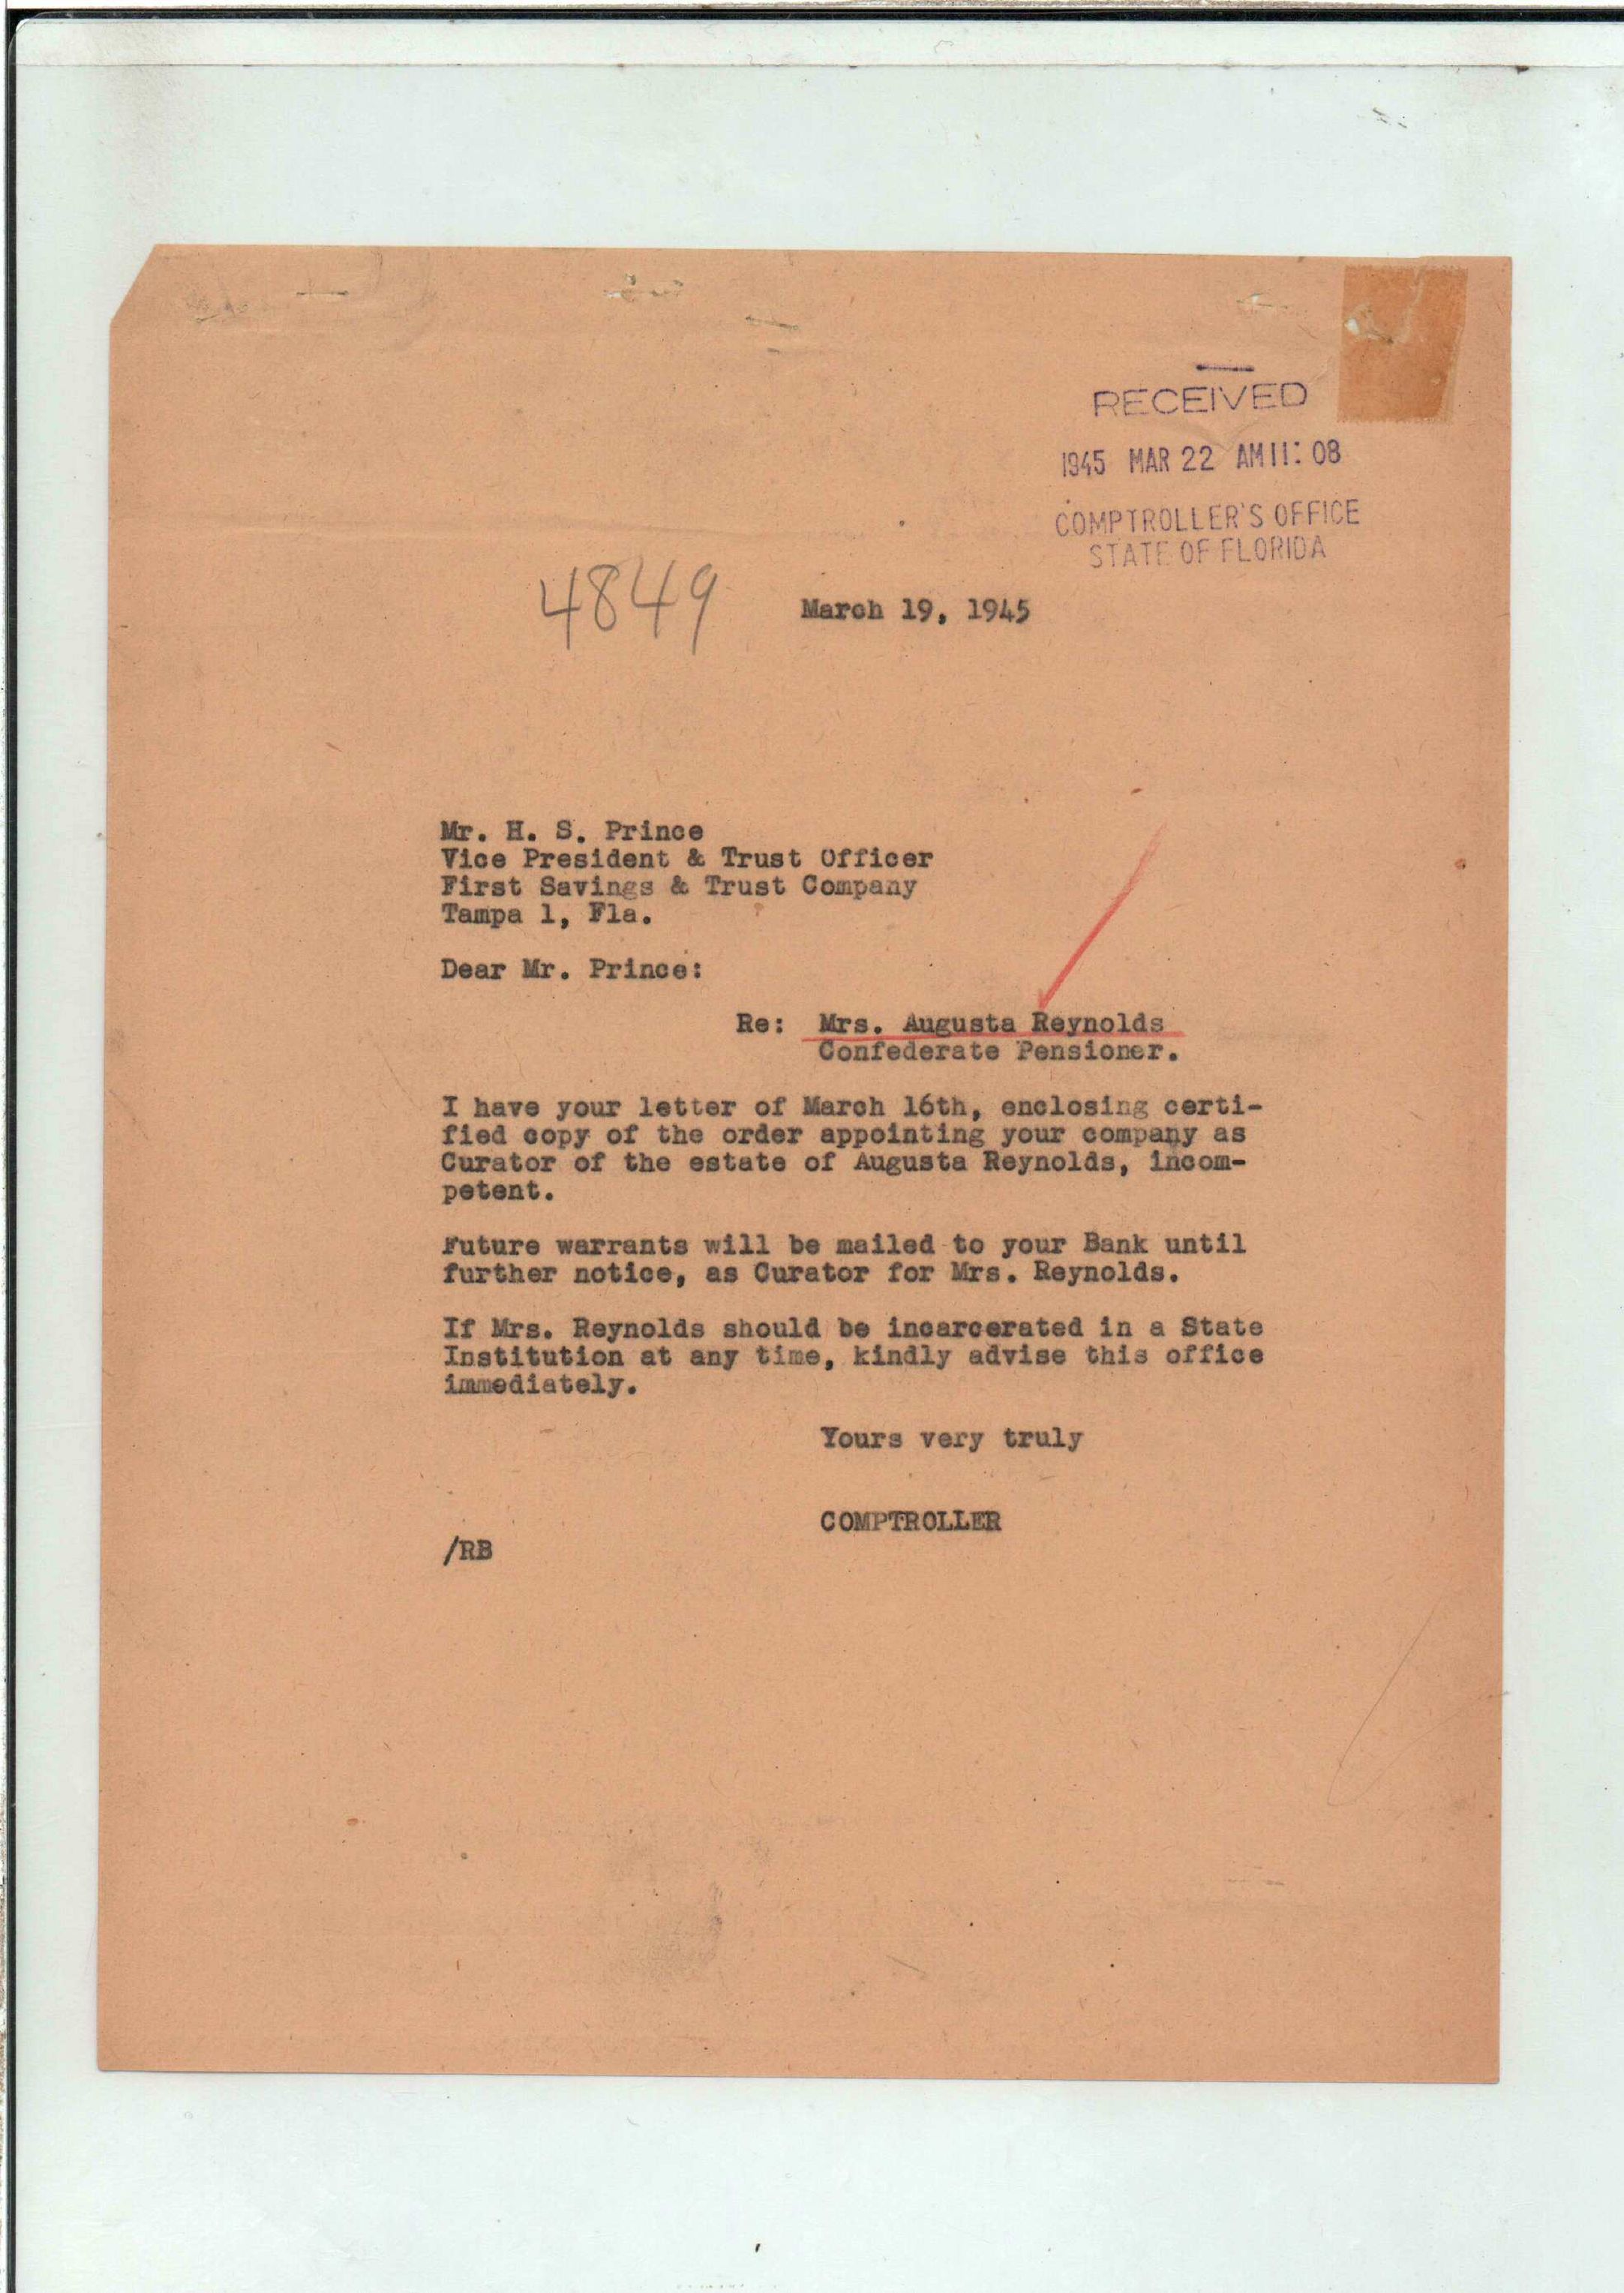 RECEIVED
1945 MAR 22 AM 11:08
COMPTROLLER'S OFFICE
STATE OF FLORIDA
4849
March 19, 1945
Mr. H. S. Prince
Vice President & Trust Officer
First Savings & Trust Company
Tampa 1, Fla.
Dear Mr. Prince:
Re: Mrs. Augusta Reynolds
Confederate Pensioner.
I have your letter of March 16th, enclosing certi-
fied copy of the order appointing your company as
Curator of the estate of Augusta Reynolds, incom-
petent.
Future warrants will be mailed to your Bank until
further notice, as Curator for Mrs. Reynolds.
If Mrs. Reynolds should be incarcerated in a State
Institution at any time, kindly advise this office
immediately.
Yours very truly
COMPTROLLER
/RB